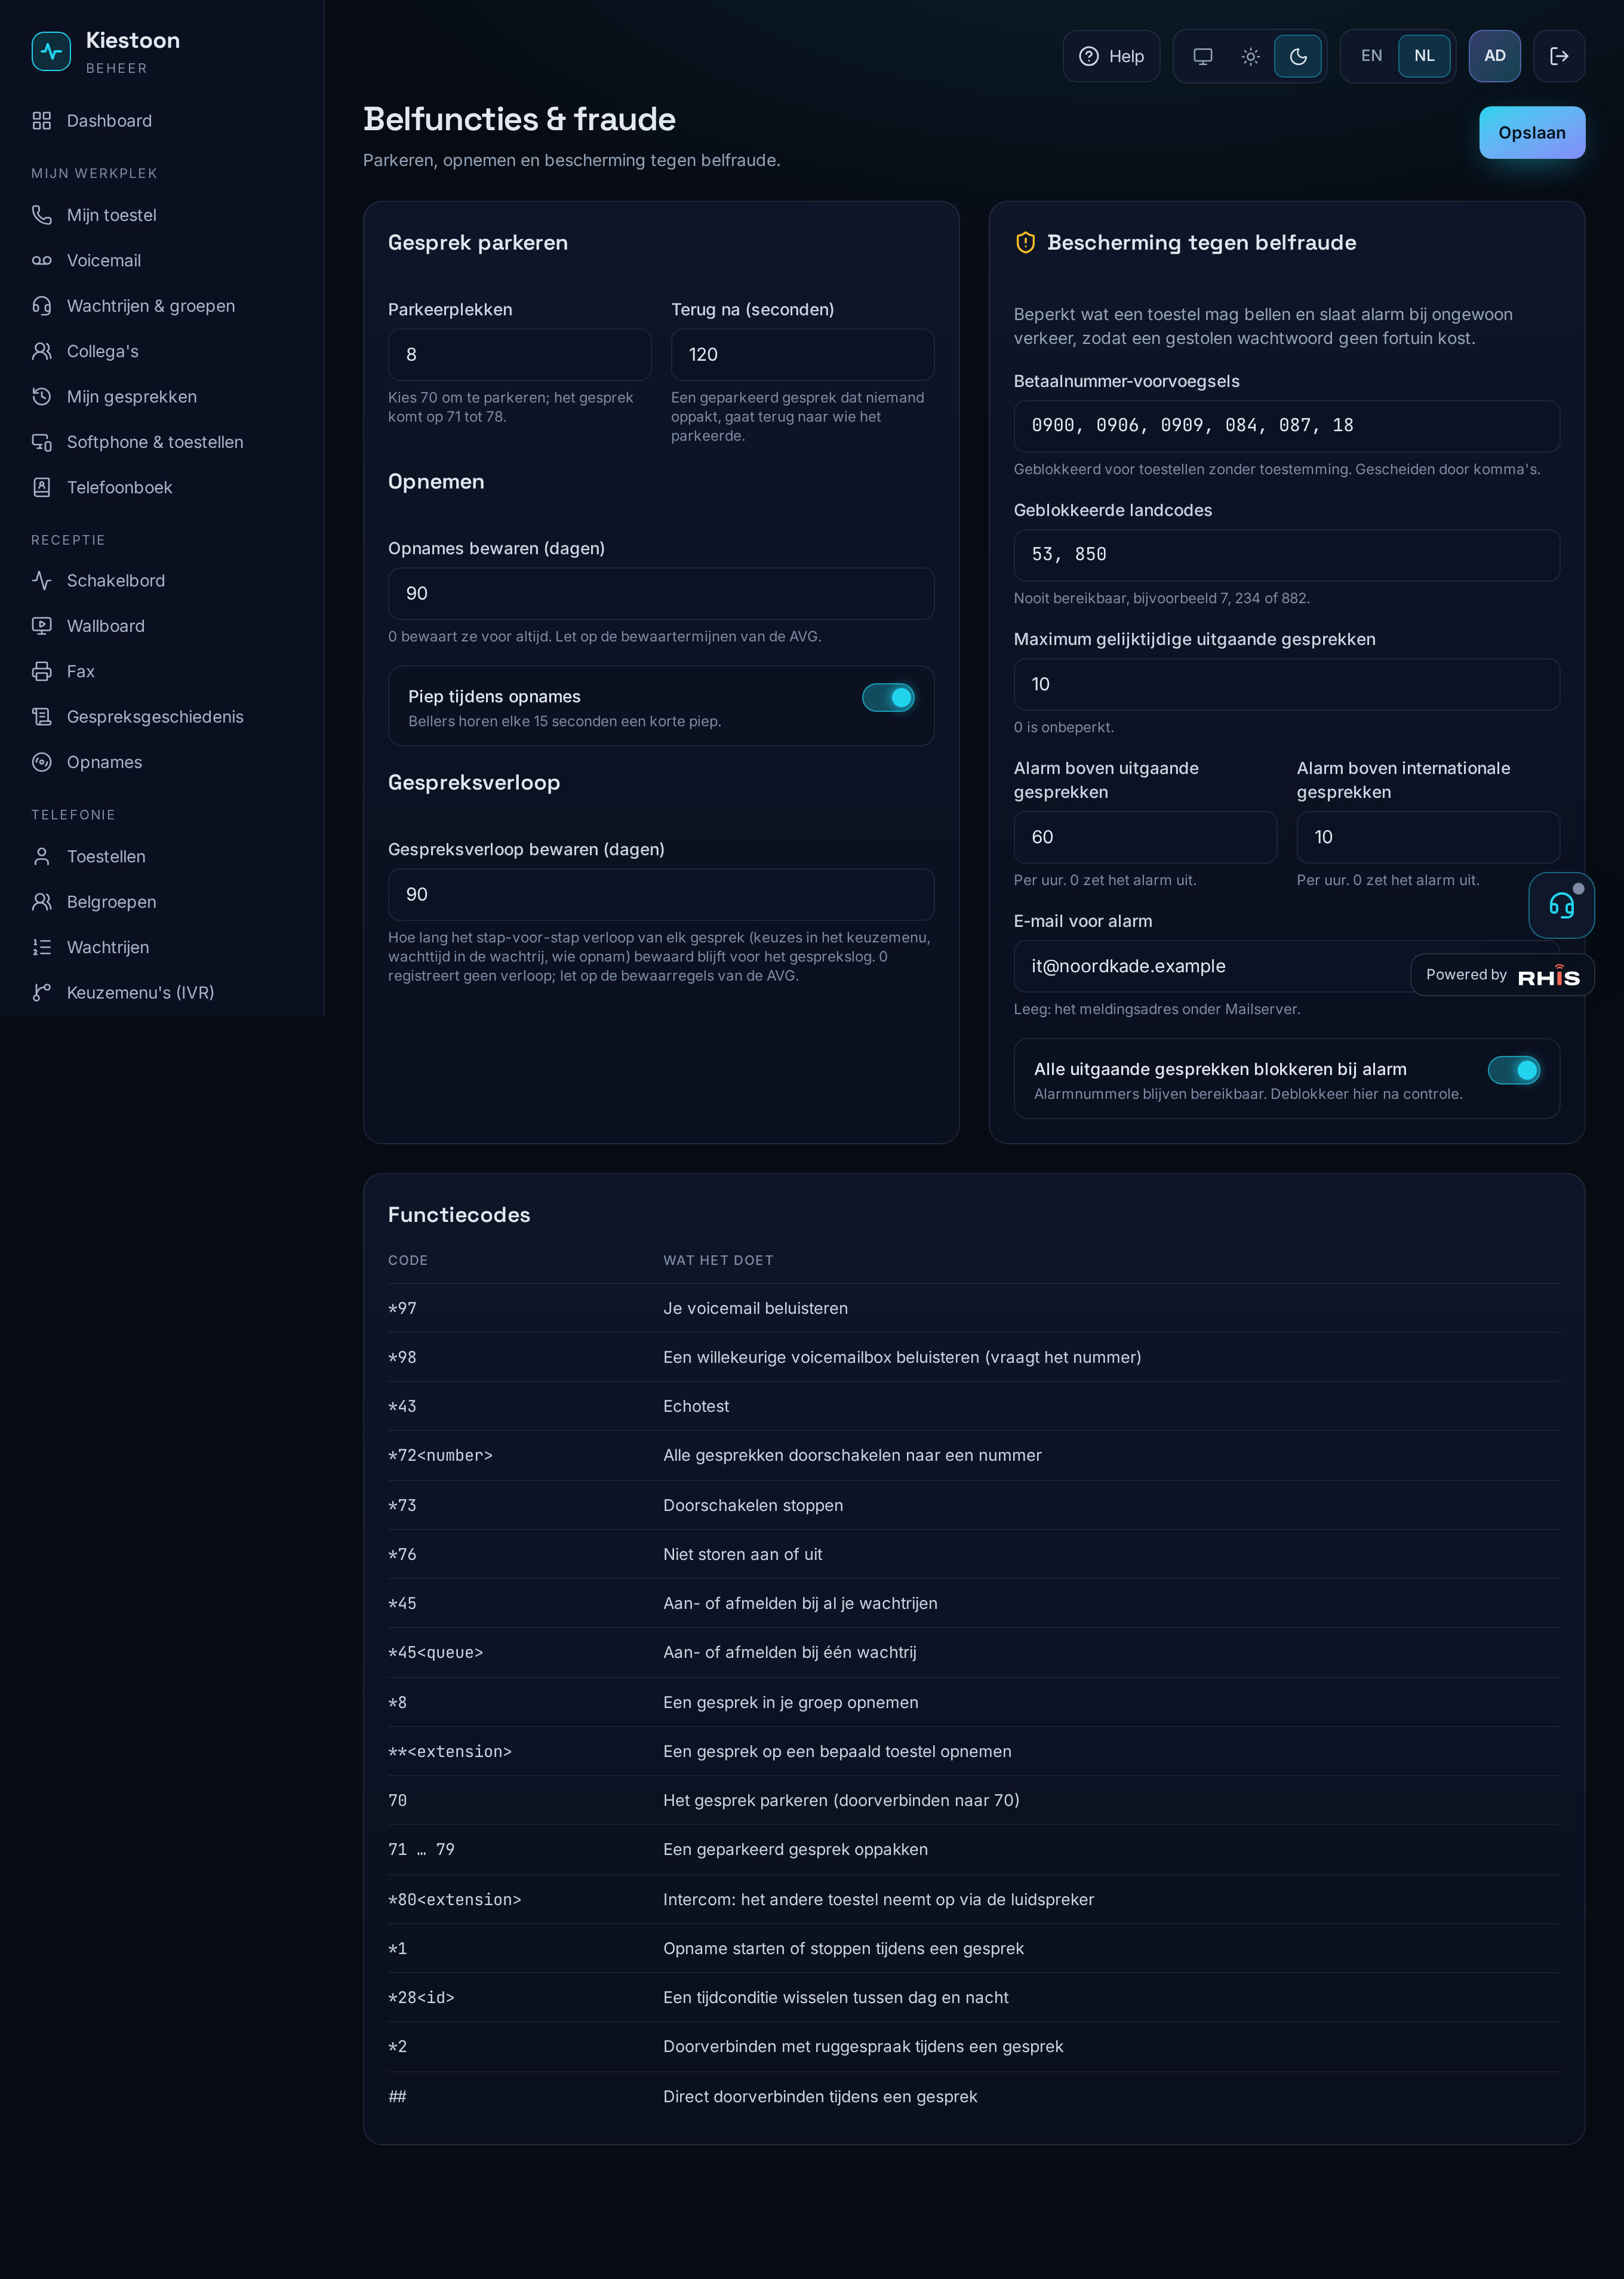 Kiestoon
BEHEER
Dashboard
MIJN WERKPLEK
Mijn toestel
Voicemail
Wachtrijen & groepen
Collega's
Mijn gesprekken
Softphone & toestellen
Telefoonboek
RECEPTIE
Schakelbord
Wallboard
Fax
Gespreksgeschiedenis
Opnames
TELEFONIE
Toestellen
Belgroepen
Wachtrijen
Keuzemenu's (IVR)
Help
EN
NL
AD
Belfuncties & fraude
Parkeren, opnemen en bescherming tegen belfraude.
Opslaan
Gesprek parkeren
Parkeerplekken
8
Kies 70 om te parkeren; het gesprek
komt op 71 tot 78.
Terug na (seconden)
120
Een geparkeerd gesprek dat niemand
oppakt, gaat terug naar wie het
parkeerde.
Opnemen
Opnames bewaren (dagen)
90
0 bewaart ze voor altijd. Let op de bewaartermijnen van de AVG.
Piep tijdens opnames
Bellers horen elke 15 seconden een korte piep.
Gespreksverloop
Gespreksverloop bewaren (dagen)
90
Hoe lang het stap-voor-stap verloop van elk gesprek (keuzes in het keuzemenu,
wachttijd in de wachtrij, wie opnam) bewaard blijft voor het gesprekslog. 0
registreert geen verloop; let op de bewaarregels van de AVG.
Bescherming tegen belfraude
Beperkt wat een toestel mag bellen en slaat alarm bij ongewoon
verkeer, zodat een gestolen wachtwoord geen fortuin kost.
Betaalnummer-voorvoegsels
0900, 0906, 0909, 084, 087, 18
Geblokkeerd voor toestellen zonder toestemming. Gescheiden door komma's.
Geblokkeerde landcodes
53, 850
Nooit bereikbaar, bijvoorbeeld 7, 234 of 882.
Maximum gelijktijdige uitgaande gesprekken
10
0 is onbeperkt.
Alarm boven uitgaande
gesprekken
60
Per uur. 0 zet het alarm uit.
Alarm boven internationale
gesprekken
10
Per uur. 0 zet het alarm uit.
E-mail voor alarm
it@noordkade.example
Leeg: het meldingsadres onder Mailserver.
Powered by RHiS
Alle uitgaande gesprekken blokkeren bij alarm
Alarmnummers blijven bereikbaar. Deblokkeer hier na controle.
Functiecodes
CODE WAT HET DOET
*97 Je voicemail beluisteren
*98 Een willekeurige voicemailbox beluisteren (vraagt het nummer)
*43 Echotest
*72<number> Alle gesprekken doorschakelen naar een nummer
*73 Doorschakelen stoppen
*76 Niet storen aan of uit
*45 Aan- of afmelden bij al je wachtrijen
*45<queue> Aan- of afmelden bij één wachtrij
*8 Een gesprek in je groep opnemen
**<extension> Een gesprek op een bepaald toestel opnemen
70 Het gesprek parkeren (doorverbinden naar 70)
71 … 79 Een geparkeerd gesprek oppakken
*80<extension> Intercom: het andere toestel neemt op via de luidspreker
*1 Opname starten of stoppen tijdens een gesprek
*28<id> Een tijdconditie wisselen tussen dag en nacht
*2 Doorverbinden met ruggespraak tijdens een gesprek
## Direct doorverbinden tijdens een gesprek